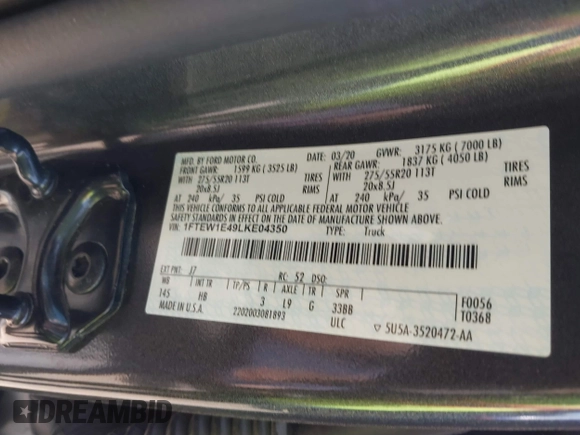 MFD. BY FORD MOTOR CO.
03/20 GVWR: 3175 KG ( 7000 LB)
FRONT GAWR: 1599 KG ( 3525 LB)
REAR GAWR: 1837 KG ( 4050 LB)
WITH 275/55R20 113T TIRES
WITH 275/55R20 113T TIRES
20x8.5J RIMS
20x8.5J RIMS
AT 240 kPa/ 35 PSI COLD
AT 240 kPa/ 35 PSI COLD
THIS VEHICLE CONFORMS TO ALL APPLICABLE FEDERAL MOTOR VEHICLE
SAFETY STANDARDS IN EFFECT ON THE DATE OF MANUFACTURE SHOWN ABOVE.
VIN: 1FTEW1E49LKE04350 TYPE: Truck
EXT PNT: J7 RC: 52 DSO:
WB INT TR TP/PS R AXLE TR SPR
145 HB 3 L9 G 33BB
F0056
T0368
MADE IN U.S.A. 2202003081893 ULC
5U5A-3520472-AA
DREAMBID